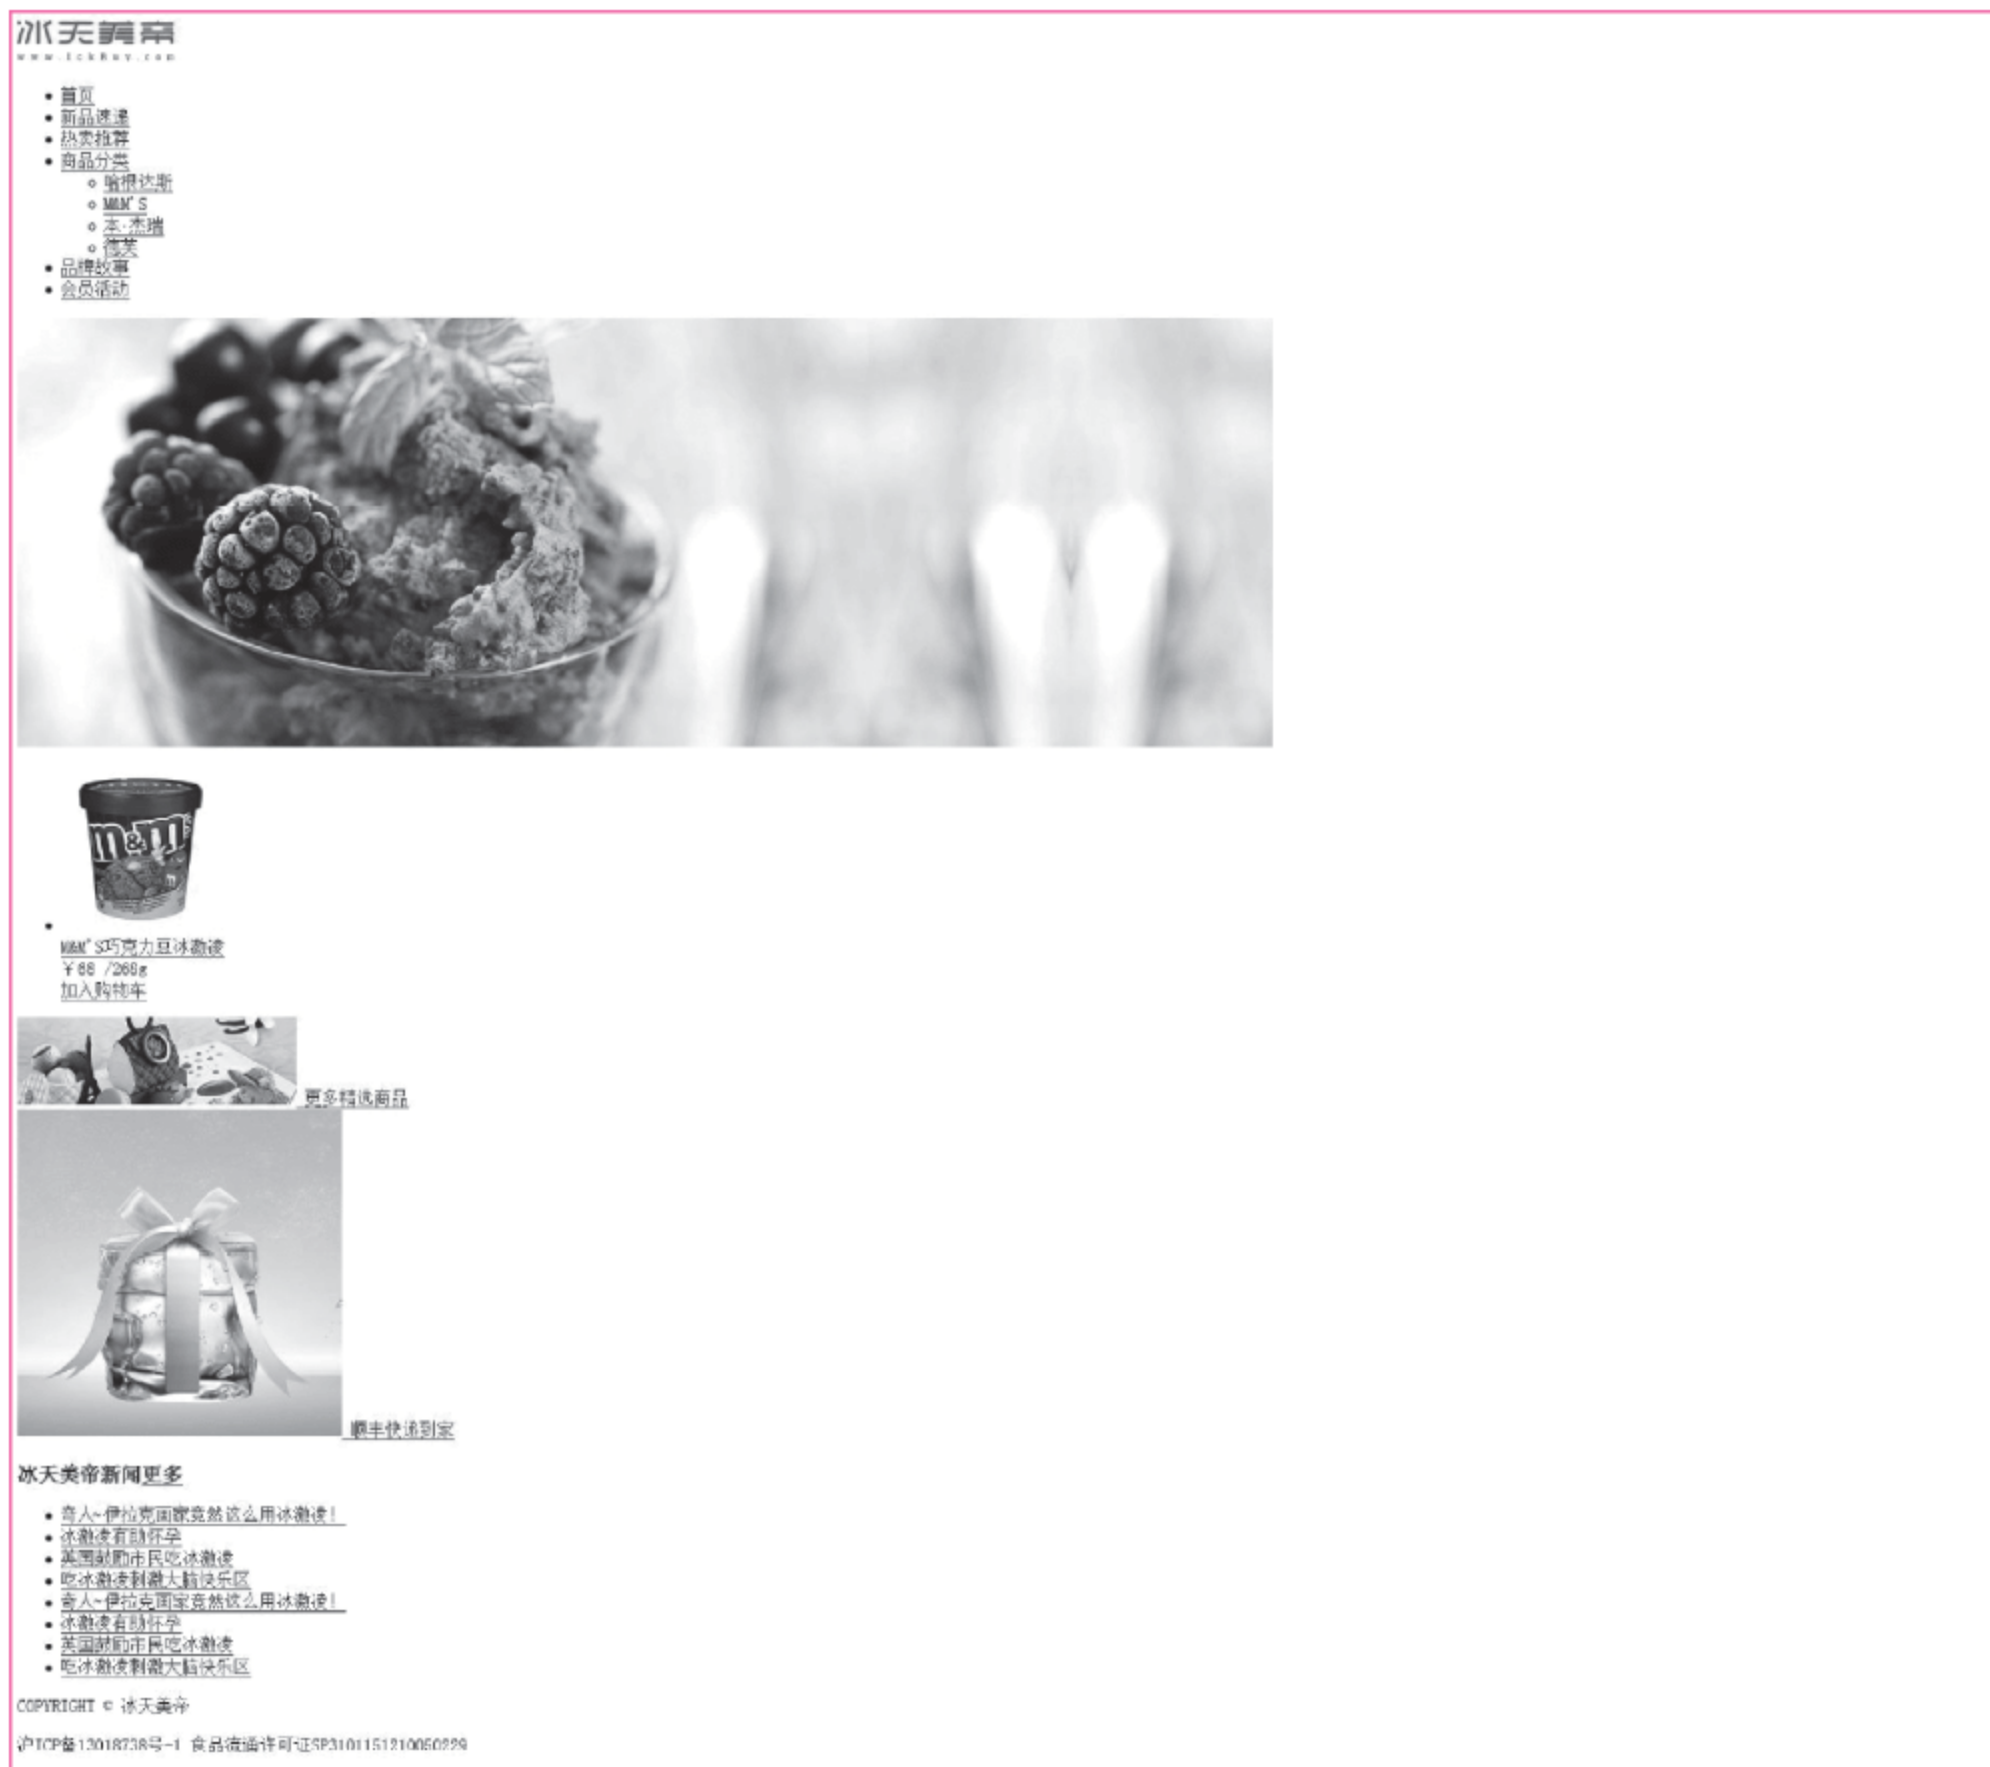 冰天美帝
首页
新品速递
热卖推荐
商品分类
哈根达斯
M&M'S
本·杰瑞
德芙
品牌故事
会员活动
m&m
M&M'S巧克力豆冰激凌
￥68 /268g
加入购物车
更多精选商品
顺丰快递到家
冰天美帝新闻更多
奇人~伊拉克画家竟然这么用冰激凌！
冰激凌有助怀孕
英国鼓励市民吃冰激凌
吃冰激凌刺激大脑快乐区
奇人~伊拉克画家竟然这么用冰激凌！
冰激凌有助怀孕
英国鼓励市民吃冰激凌
吃冰激凌刺激大脑快乐区
COPYRIGHT © 冰天美帝
沪ICP备13018738号-1 食品流通许可证SP3101151210050229